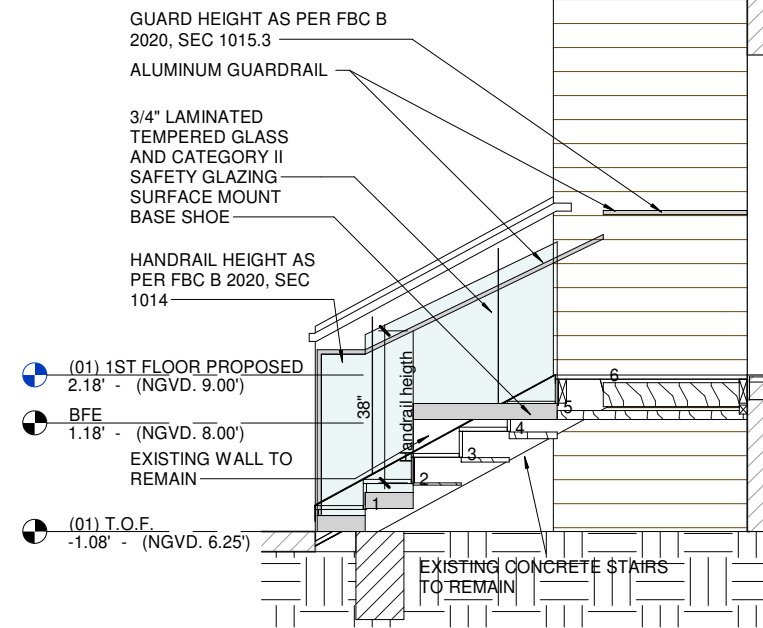 GUARD HEIGHT AS PER FBC B
2020, SEC 1015.3
ALUMINUM GUARDRAIL
3/4" LAMINATED
TEMPERED GLASS
AND CATEGORY II
SAFETY GLAZING
SURFACE MOUNT
BASE SHOE
HANDRAIL HEIGHT AS
PER FBC B 2020, SEC
1014
(01) 1ST FLOOR PROPOSED
2.18' - (NGVD. 9.00')
BFE
1.18' - (NGVD. 8.00')
EXISTING WALL TO
REMAIN
(01) T.O.F.
-1.08' - (NGVD. 6.25')
38"
Handrail heigth
1
2
3
4
5
6
EXISTING CONCRETE STAIRS
TO REMAIN